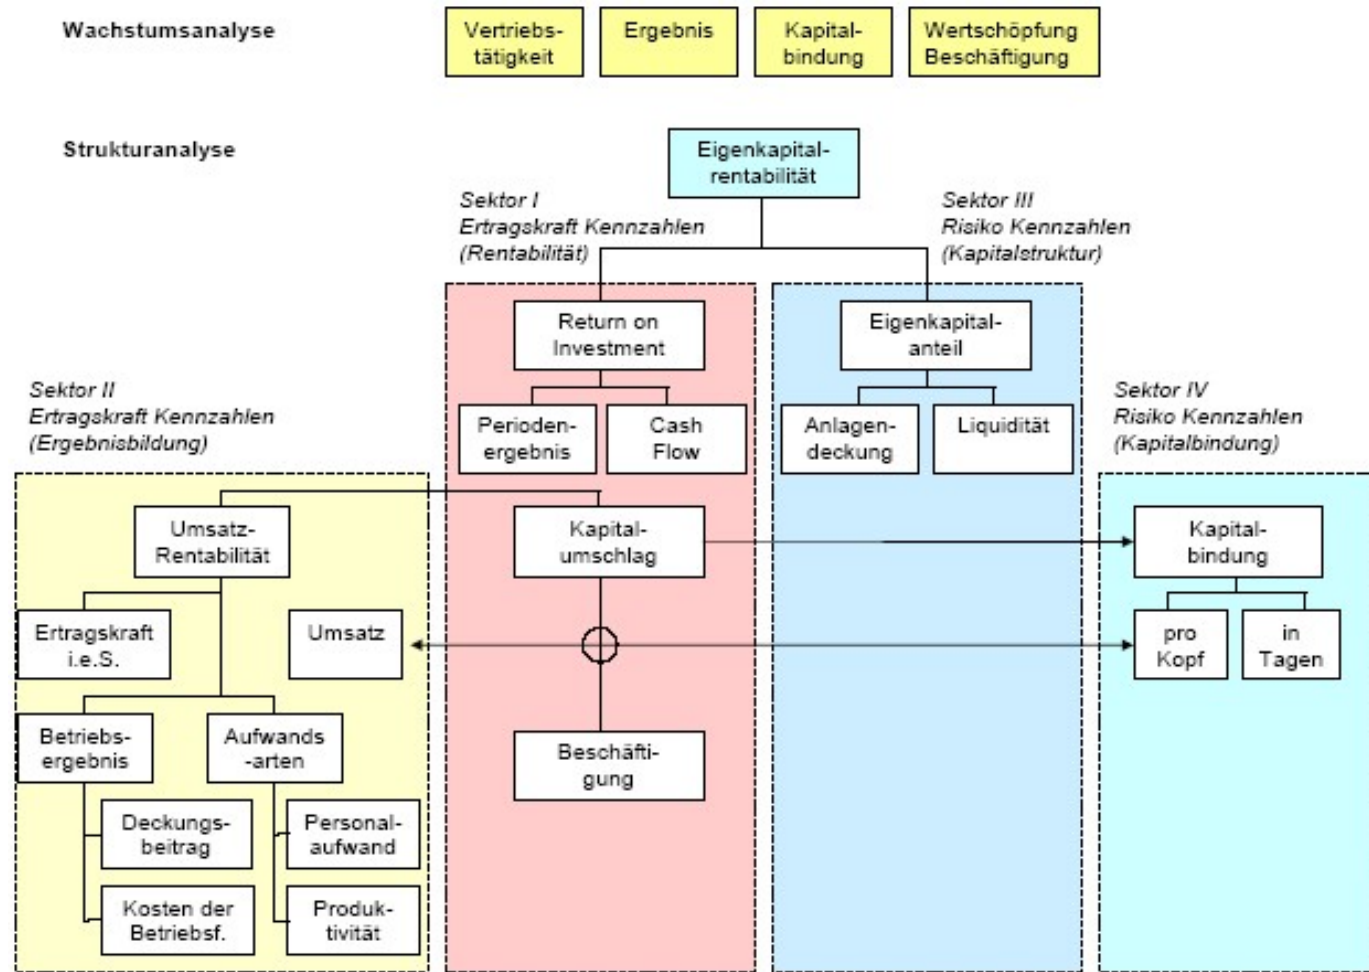 Wachstumsanalyse
Vertriebs-
tätigkeit
Ergebnis
Kapital-
bindung
Wertschöpfung
Beschäftigung
Strukturanalyse
Eigenkapital-
rentabilität
Sektor I
Ertragskraft Kennzahlen
(Rentabilität)
Sektor III
Risiko Kennzahlen
(Kapitalstruktur)
Return on
Investment
Eigenkapital-
anteil
Sektor II
Ertragskraft Kennzahlen
(Ergebnisbildung)
Perioden-
ergebnis
Cash
Flow
Anlagen-
deckung
Liquidität
Sektor IV
Risiko Kennzahlen
(Kapitalbindung)
Umsatz-
Rentabilität
Kapital-
umschlag
Kapital-
bindung
Ertragskraft
i.e.S.
Umsatz
pro
Kopf
in
Tagen
Betriebs-
ergebnis
Aufwands
-arten
Beschäfti-
gung
Deckungs-
beitrag
Personal-
aufwand
Kosten der
Betriebsf.
Produk-
tivität